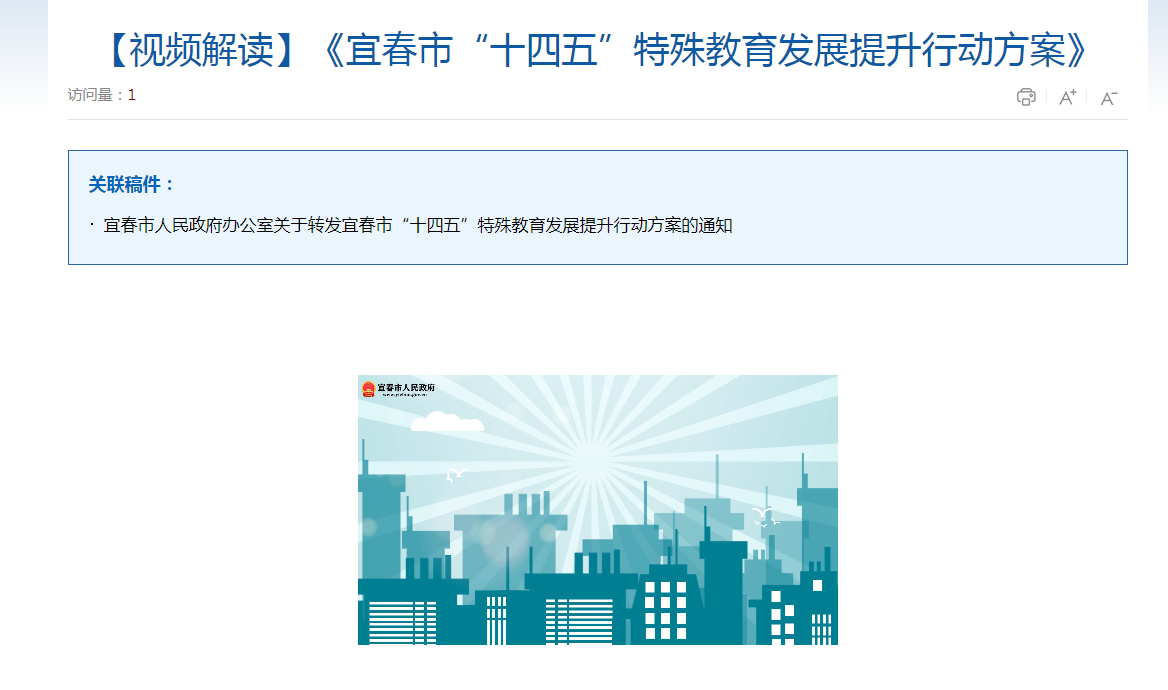 【视频解读】《宜春市“十四五”特殊教育发展提升行动方案》
访问量：1
A+ A-
关联稿件：
· 宜春市人民政府办公室关于转发宜春市“十四五”特殊教育发展提升行动方案的通知
宜春市人民政府